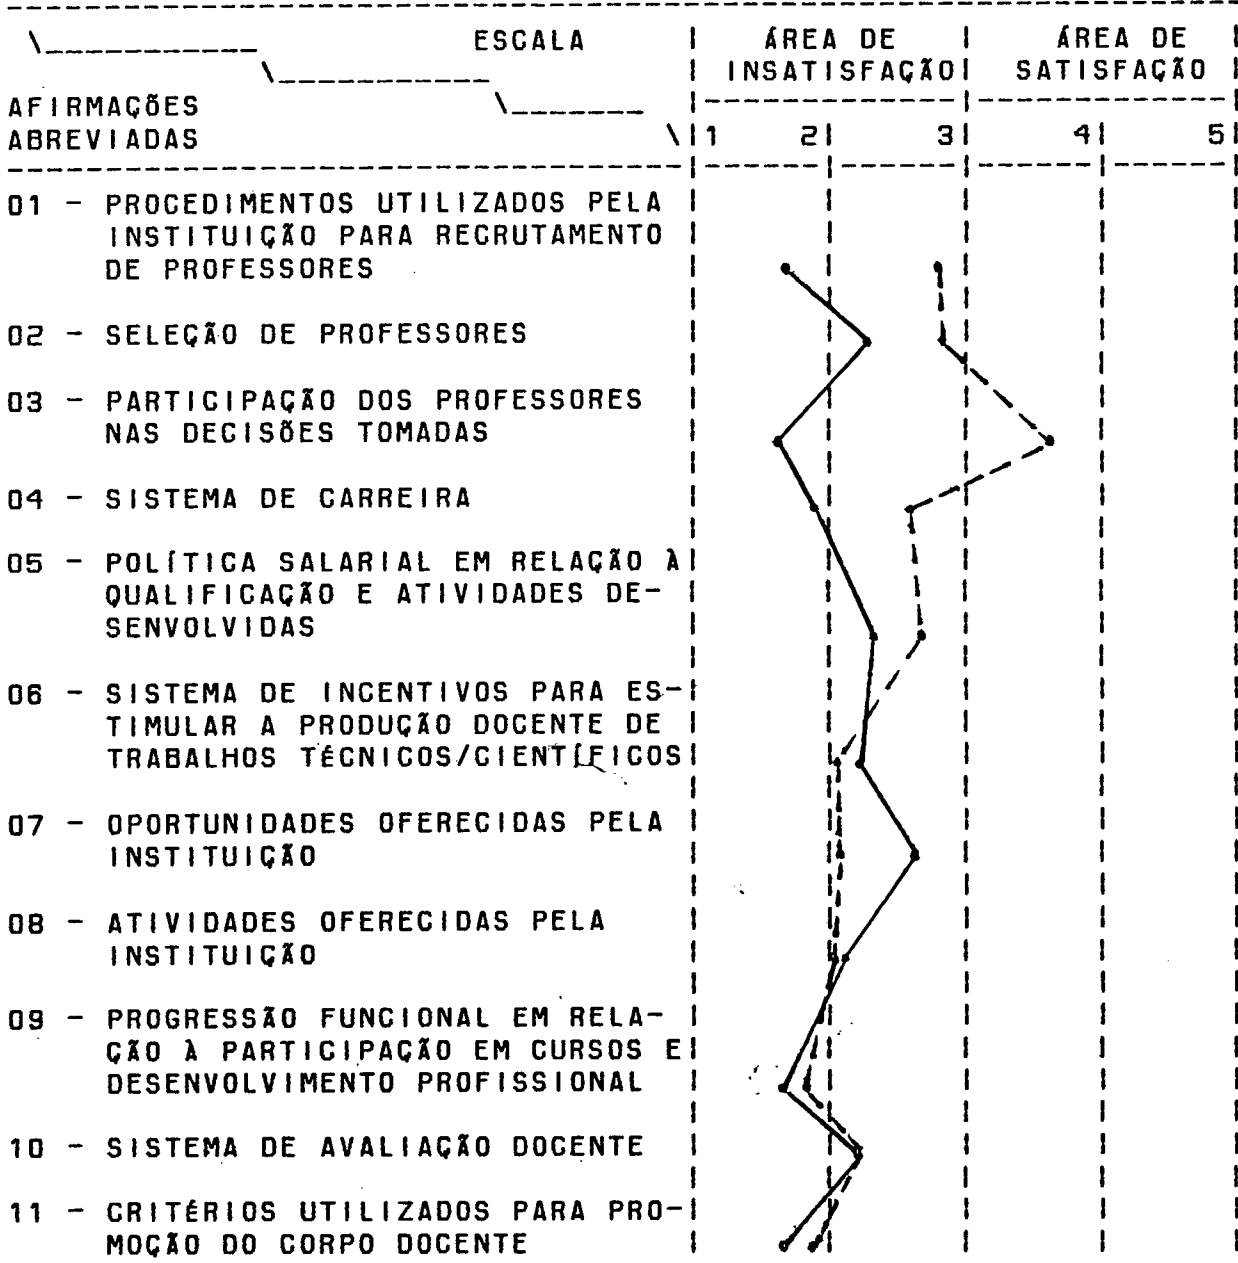 ESCALA
ÁREA DE ÁREA DE
INSATISFAÇÃO SATISFAÇÃO
AFIRMAÇÕES
ABREVIADAS 1 2 3 4 5
01 - PROCEDIMENTOS UTILIZADOS PELA
INSTITUIÇÃO PARA RECRUTAMENTO
DE PROFESSORES
02 - SELEÇÃO DE PROFESSORES
03 - PARTICIPAÇÃO DOS PROFESSORES
NAS DECISÕES TOMADAS
04 - SISTEMA DE CARREIRA
05 - POLÍTICA SALARIAL EM RELAÇÃO À
QUALIFICAÇÃO E ATIVIDADES DE-
SENVOLVIDAS
06 - SISTEMA DE INCENTIVOS PARA ES-
TIMULAR A PRODUÇÃO DOCENTE DE
TRABALHOS TÉCNICOS/CIENTÍFICOS
07 - OPORTUNIDADES OFERECIDAS PELA
INSTITUIÇÃO
08 - ATIVIDADES OFERECIDAS PELA
INSTITUIÇÃO
09 - PROGRESSÃO FUNCIONAL EM RELA-
ÇÃO À PARTICIPAÇÃO EM CURSOS E
DESENVOLVIMENTO PROFISSIONAL
10 - SISTEMA DE AVALIAÇÃO DOCENTE
11 - CRITÉRIOS UTILIZADOS PARA PRO-
MOÇÃO DO CORPO DOCENTE